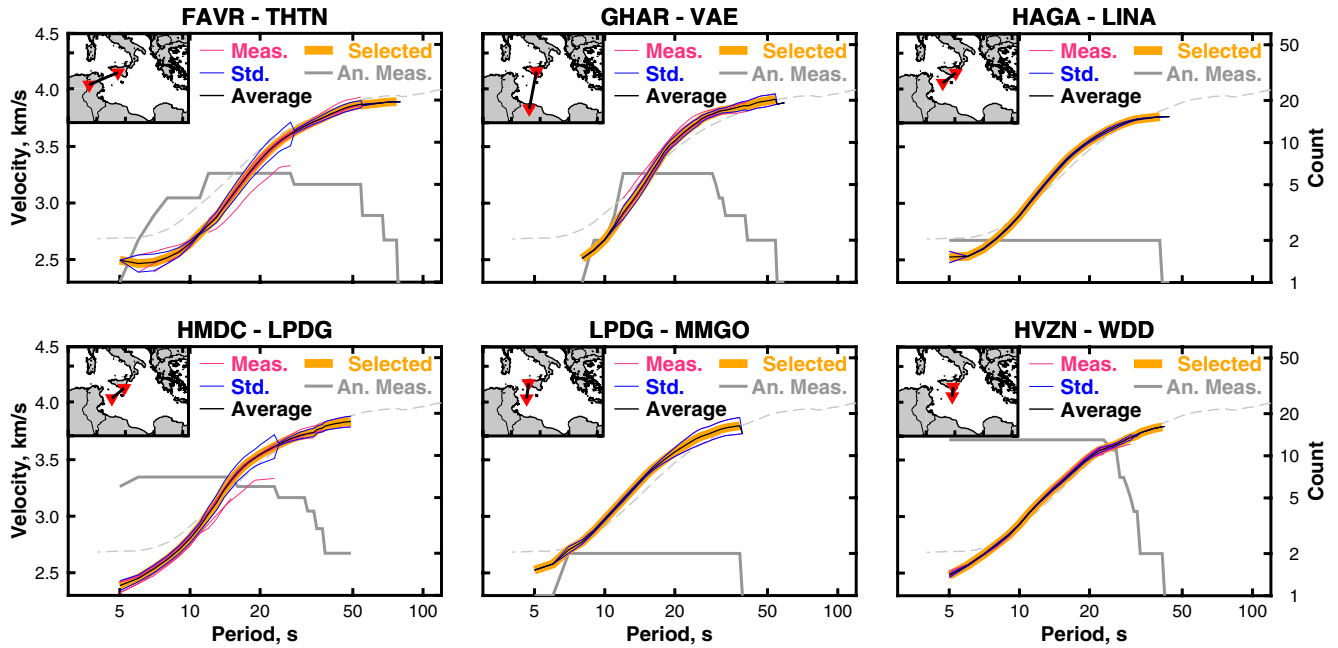 FAVR - THTN
GHAR - VAE
HAGA - LINA
4.5
4.0
3.5
3.0
2.5
Velocity, km/s
Meas.
Selected
Std.
An. Meas.
Average
Meas.
Selected
Std.
An. Meas.
Average
Meas.
Selected
Std.
An. Meas.
Average
50
20
10
5
2
1
Count
HMDC - LPDG
LPDG - MMGO
HVZN - WDD
4.5
4.0
3.5
3.0
2.5
Velocity, km/s
Meas.
Selected
Std.
An. Meas.
Average
Meas.
Selected
Std.
An. Meas.
Average
Meas.
Selected
Std.
An. Meas.
Average
50
20
10
5
2
1
Count
5 10 20 50 100
5 10 20 50 100
5 10 20 50 100
Period, s
Period, s
Period, s